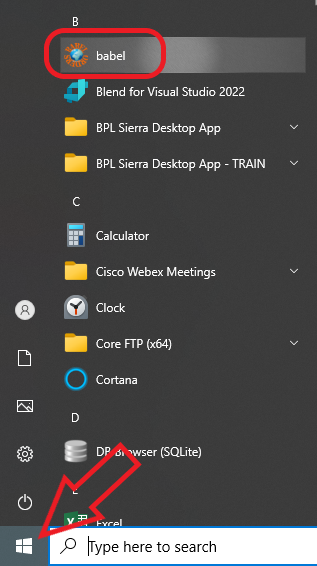 B
babel
Blend for Visual Studio 2022
BPL Sierra Desktop App
BPL Sierra Desktop App - TRAIN
C
Calculator
Cisco Webex Meetings
Clock
Core FTP (x64)
Cortana
D
DB Browser (SQLite)
E
Excel
Type here to search